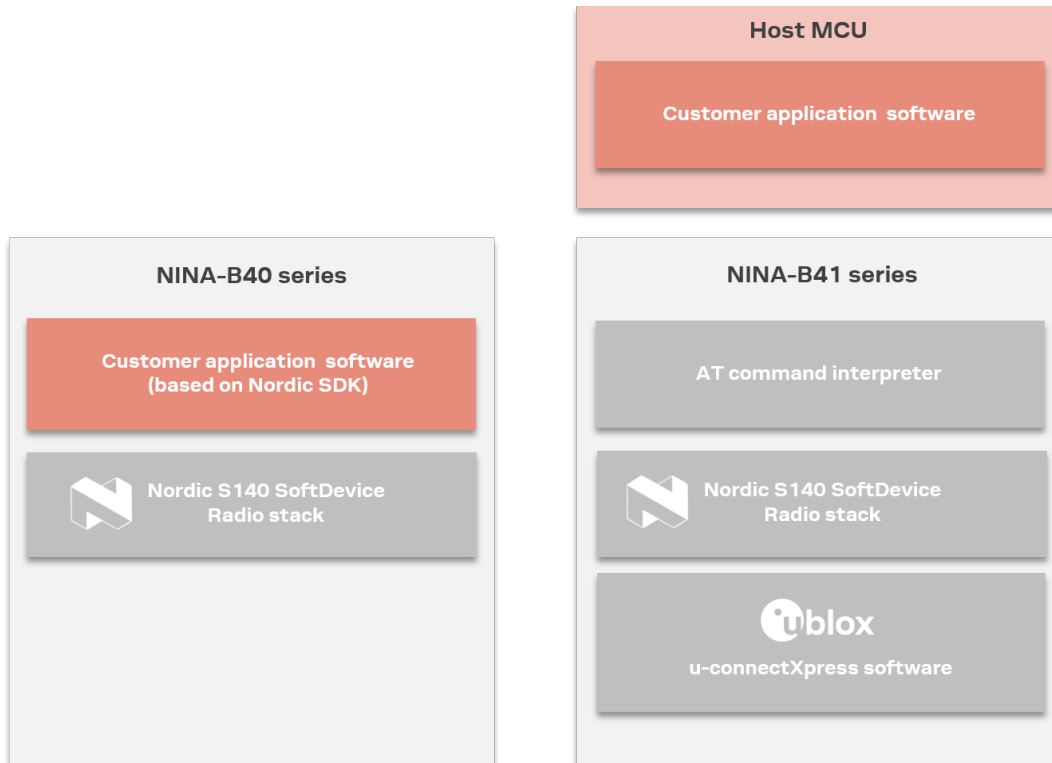 Host MCU
Customer application software
NINA-B40 series
Customer application software
(based on Nordic SDK)
Nordic S140 SoftDevice
Radio stack
NINA-B41 series
AT command interpreter
Nordic S140 SoftDevice
Radio stack
ublox
u-connectXpress software